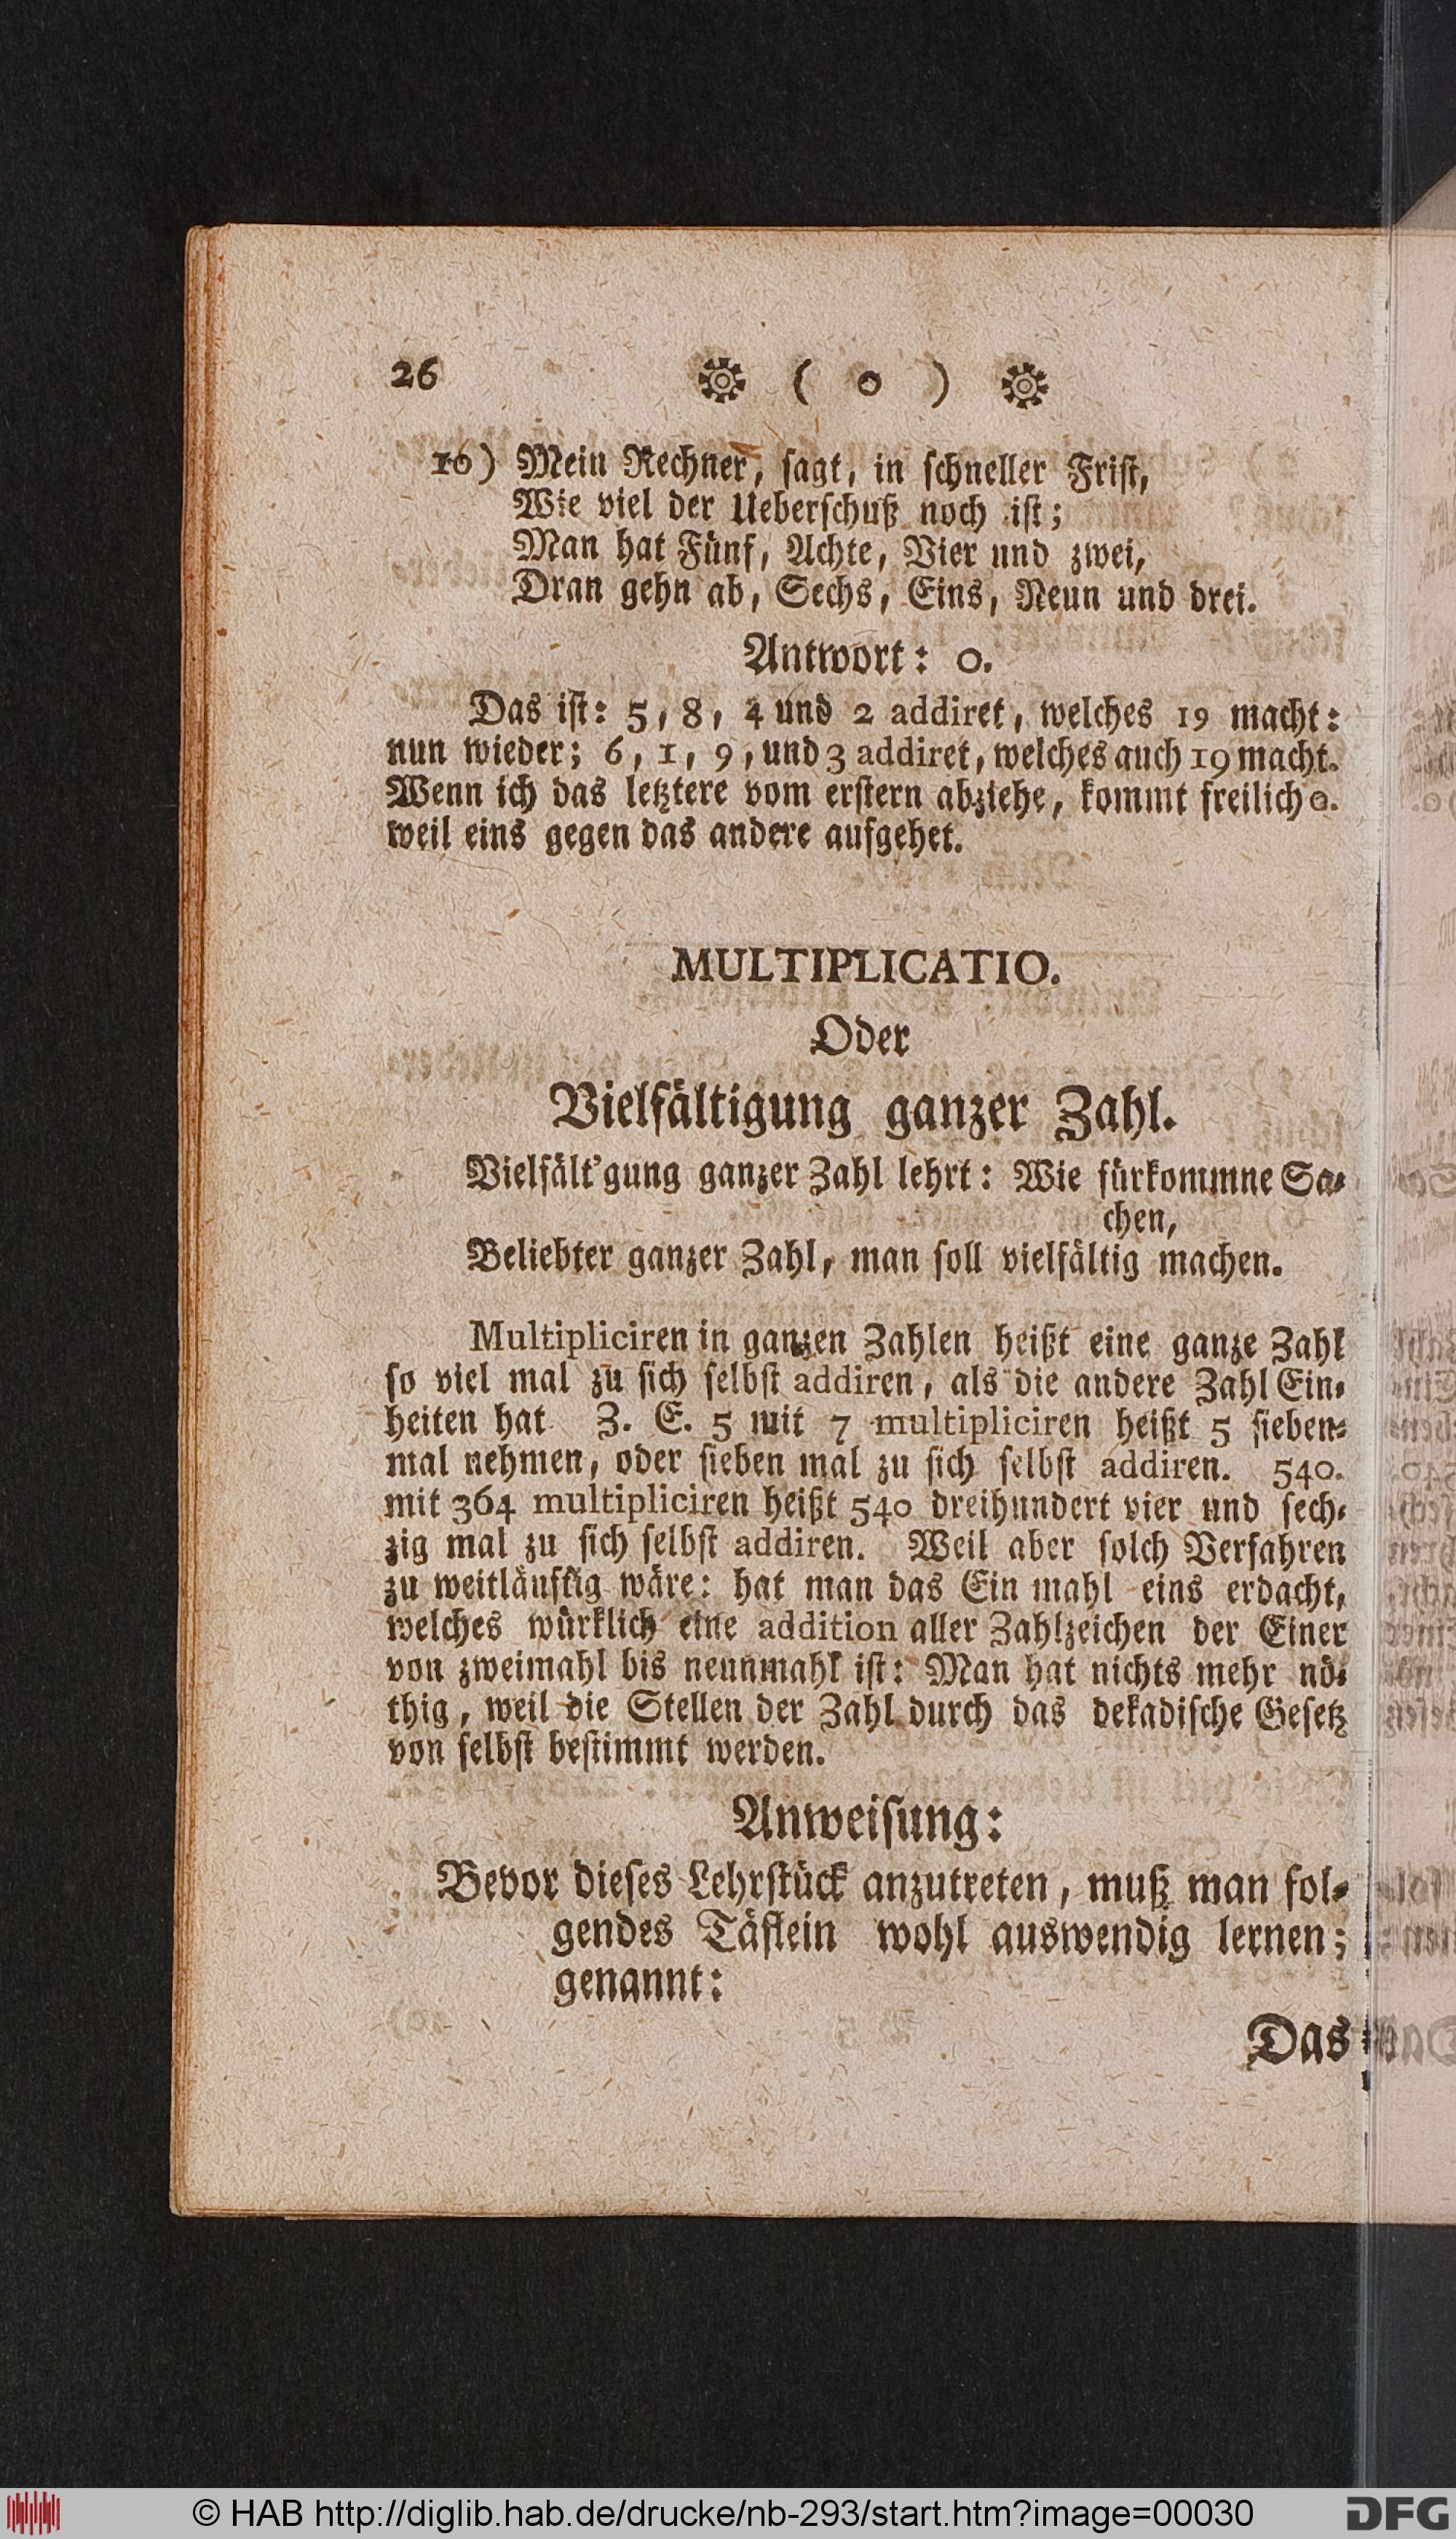 26 ( o )
10) Mein Rechner, sagt, in schneller Frist,
Wie viel der Ueberschuß noch ist;
Man hat Fünf, Achte, Vier und zwei,
Dran gehn ab, Sechs, Eins, Neun und drei.
Antwort: 0.
Das ist: 5, 8, 4 und 2 addiret, welches 19 macht:
nun wieder; 6, 1, 9, und 3 addiret, welches auch 19 macht.
Wenn ich das letztere vom erstern abziehe, kommt freilich 0.
weil eins gegen das andere aufgehet.
MULTIPLICATIO.
Oder
Vielfältigung ganzer Zahl.
Vielfält'gung ganzer Zahl lehrt: Wie fürkommne Sa-
chen,
Beliebter ganzer Zahl, man soll vielfältig machen.
Multipliciren in ganzen Zahlen heißt eine ganze Zahl
so viel mal zu sich selbst addiren, als die andere Zahl Ein-
heiten hat Z. E. 5 mit 7 multipliciren heißt 5 sieben-
mal nehmen, oder sieben mal zu sich selbst addiren. 540.
mit 364 multipliciren heißt 540 dreihundert vier und sech-
zig mal zu sich selbst addiren. Weil aber solch Verfahren
zu weitläuftig wäre: hat man das Ein mahl eins erdacht,
welches würklich eine addition aller Zahlzeichen der Einer
von zweimahl bis neunmahl ist: Man hat nichts mehr nö-
thig, weil die Stellen der Zahl durch das dekadische Gesetz
von selbst bestimmt werden.
Anweisung:
Bevor dieses Lehrstück anzutreten, muß man fol-
gendes Täflein wohl auswendig lernen;
genannt:
Das
© HAB http://diglib.hab.de/drucke/nb-293/start.htm?image=00030
DFG